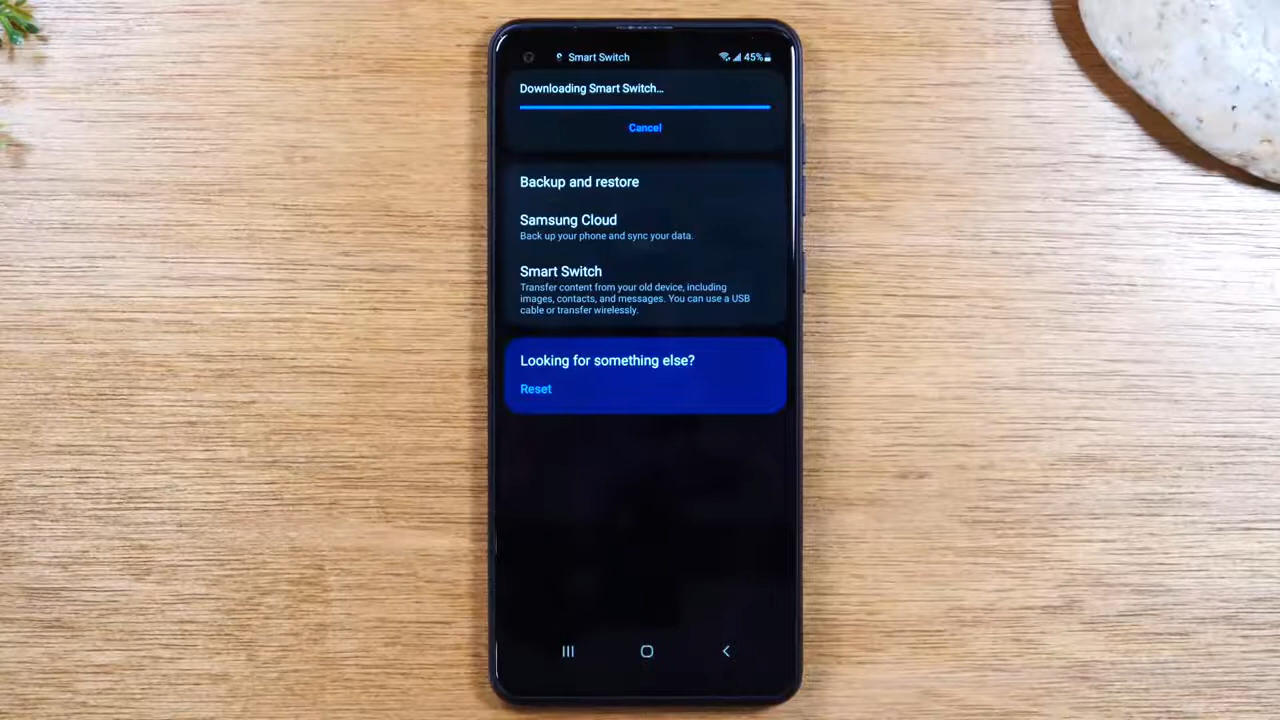 Smart Switch 45%
Downloading Smart Switch...
Cancel
Backup and restore
Samsung Cloud
Back up your phone and sync your data.
Smart Switch
Transfer content from your old device, including
images, contacts, and messages. You can use a USB
cable or transfer wirelessly.
Looking for something else?
Reset